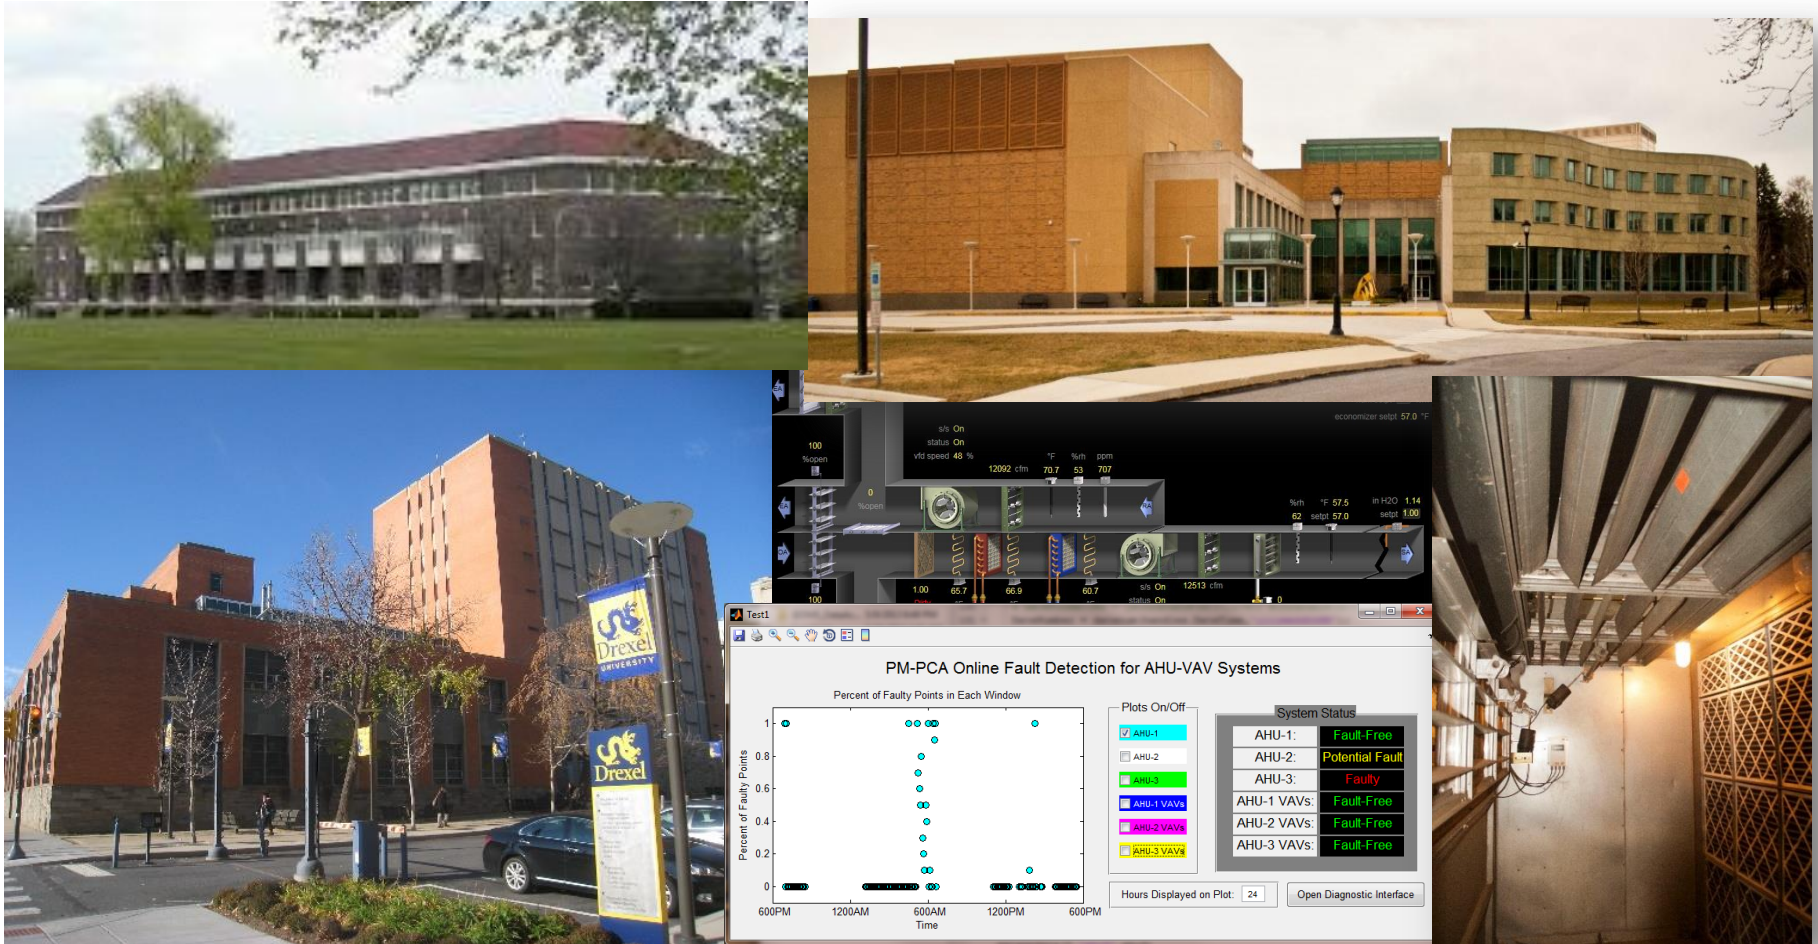 economizer setpt 57.0 °F
s/s On
status On
vfd speed 48 %
100
%open
12092 cfm
°F %rh ppm
70.7 53 707
0
%open
EA
RA
OA
SA
%rh °F 57.5
62 setpt 57.0
in H2O 1.14
setpt 1.00
1.00 65.7 66.9 60.7
s/s On 12513 cfm
status On
100
0
Drexel
UNIVERSITY
Drexel
Test1
PM-PCA Online Fault Detection for AHU-VAV Systems
Percent of Faulty Points in Each Window
Percent of Faulty Points
1
0.8
0.6
0.4
0.2
0
600PM 1200AM 600AM 1200PM 600PM
Time
Plots On/Off
AHU-1
AHU-2
AHU-3
AHU-1 VAVs
AHU-2 VAVs
AHU-3 VAVs
System Status
AHU-1: Fault-Free
AHU-2: Potential Fault
AHU-3: Faulty
AHU-1 VAVs: Fault-Free
AHU-2 VAVs: Fault-Free
AHU-3 VAVs: Fault-Free
Hours Displayed on Plot: 24
Open Diagnostic Interface